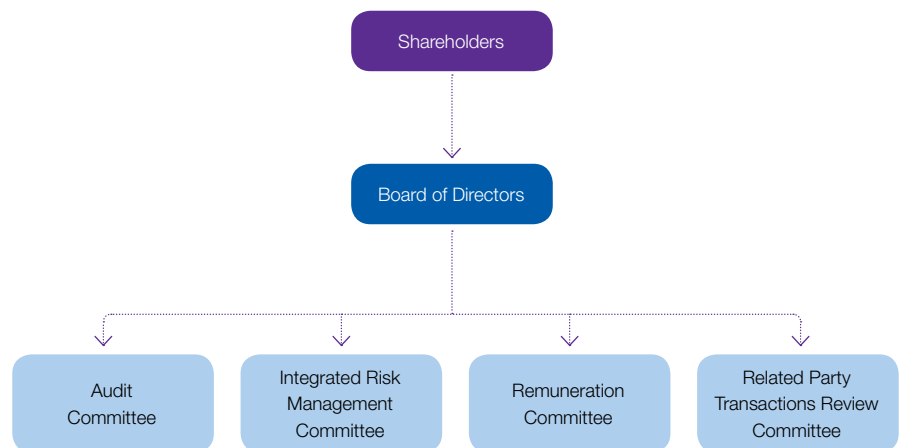 Shareholders
Board of Directors
Audit
Committee
Integrated Risk
Management
Committee
Remuneration
Committee
Related Party
Transactions Review
Committee